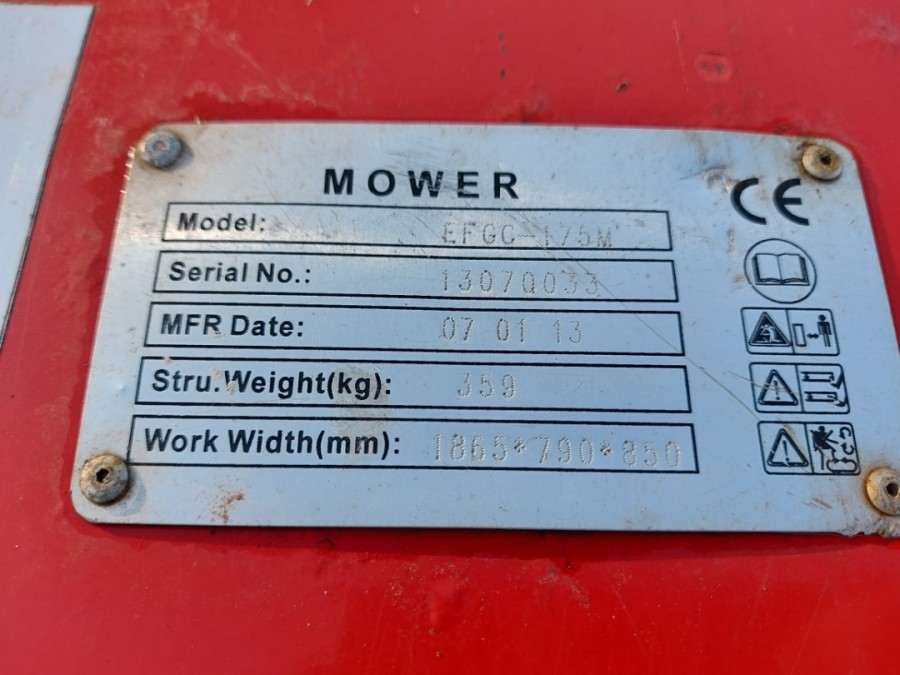 MOWER
CE
Model: EFGC-175M
Serial No.: 1307Q033
MFR Date: 07 01 13
Stru.Weight(kg): 359
Work Width(mm): 1865*790*850